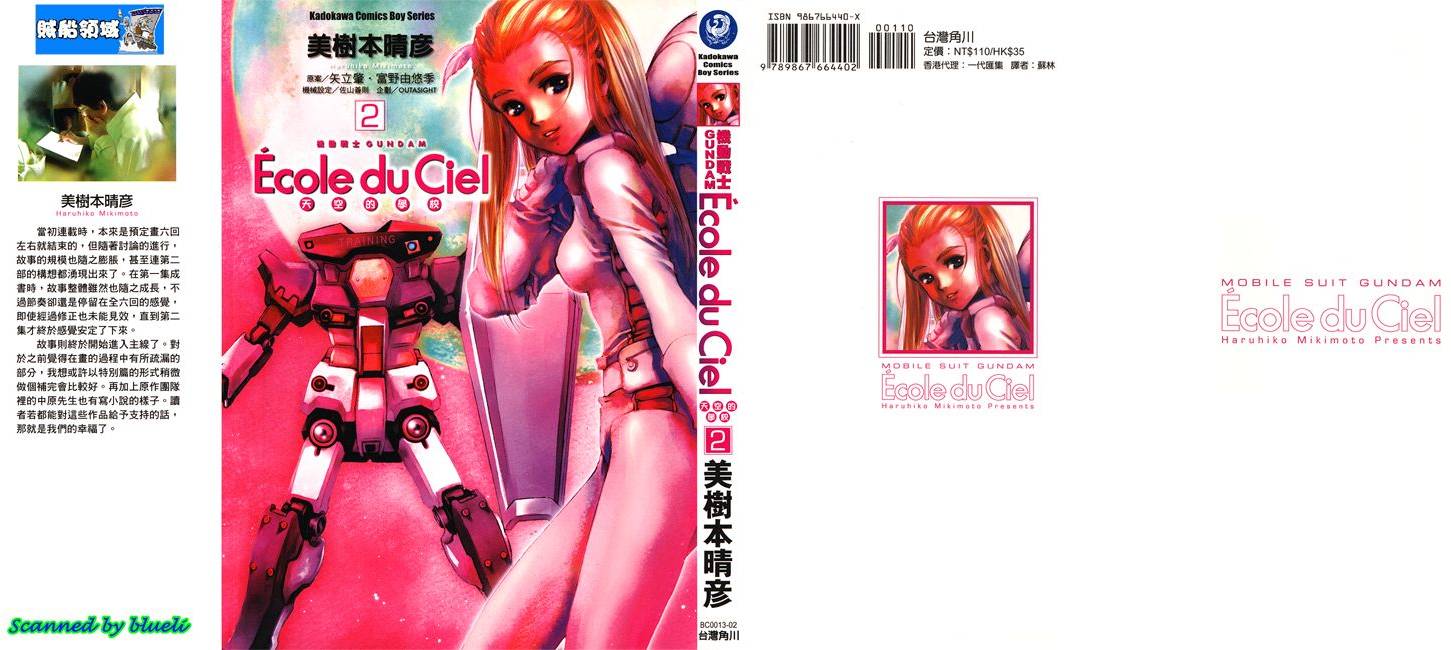 賊船領域
美樹本晴彥
Haruhiko Mikimoto
當初連載時，本來是預定畫六回
左右就結束的，但隨著討論的進行，
故事的規模也隨之膨脹，甚至連第二
部的構想都湧現出來了。在第一集成
書時，故事整體雖然也隨之成長，不
過節奏卻還是停留在全六回的感覺，
即使經過修正也未能見效，直到第二
集才終於感覺安定了下來。
故事則終於開始進入主線了。對
於之前覺得在畫的過程中有所疏漏的
部分，我想或許以特別篇的形式稍微
做個補完會比較好。再加上原作團隊
裡的中原先生也有寫小說的樣子。讀
者若都能對這些作品給予支持的話，
那就是我們的幸福了。
Scanned by blueli
Kadokawa Comics Boy Series
美樹本晴彥
Haruhiko Mikimoto
原案／矢立肇・富野由悠季
機械設定／佐山善則　企劃／OUTASIGHT
2
機動戰士GUNDAM
École du Ciel
天空的學校
TRAINING
Kadokawa
Comics
Boy Series
機動戰士
GUNDAM
École du Ciel
天空的
學校
2
美樹本晴彥
BC0013-02
台灣角川
ISBN 986766440-X
00110
9 789867 664402
台灣角川
定價：NT$110/HK$35
香港代理：一代匯集　譯者：蘇林
MOBILE SUIT GUNDAM
École du Ciel
Haruhiko Mikimoto Presents
MOBILE SUIT GUNDAM
École du Ciel
Haruhiko Mikimoto Presents